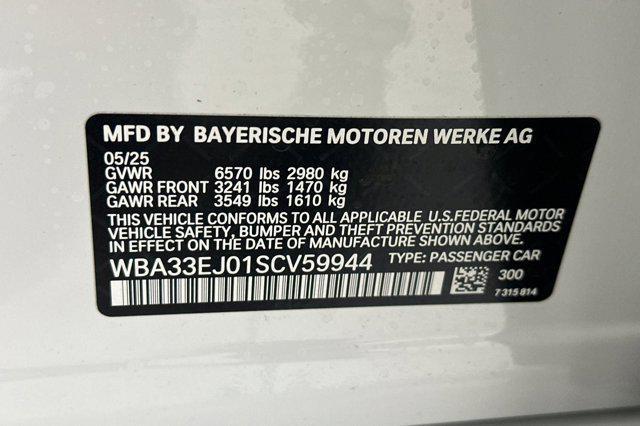 MFD BY BAYERISCHE MOTOREN WERKE AG
05/25
GVWR 6570 lbs 2980 kg
GAWR FRONT 3241 lbs 1470 kg
GAWR REAR 3549 lbs 1610 kg
THIS VEHICLE CONFORMS TO ALL APPLICABLE U.S.FEDERAL MOTOR
VEHICLE SAFETY, BUMPER AND THEFT PREVENTION STANDARDS
IN EFFECT ON THE DATE OF MANUFACTURE SHOWN ABOVE.
WBA33EJ01SCV59944 TYPE: PASSENGER CAR
300
7 315 814